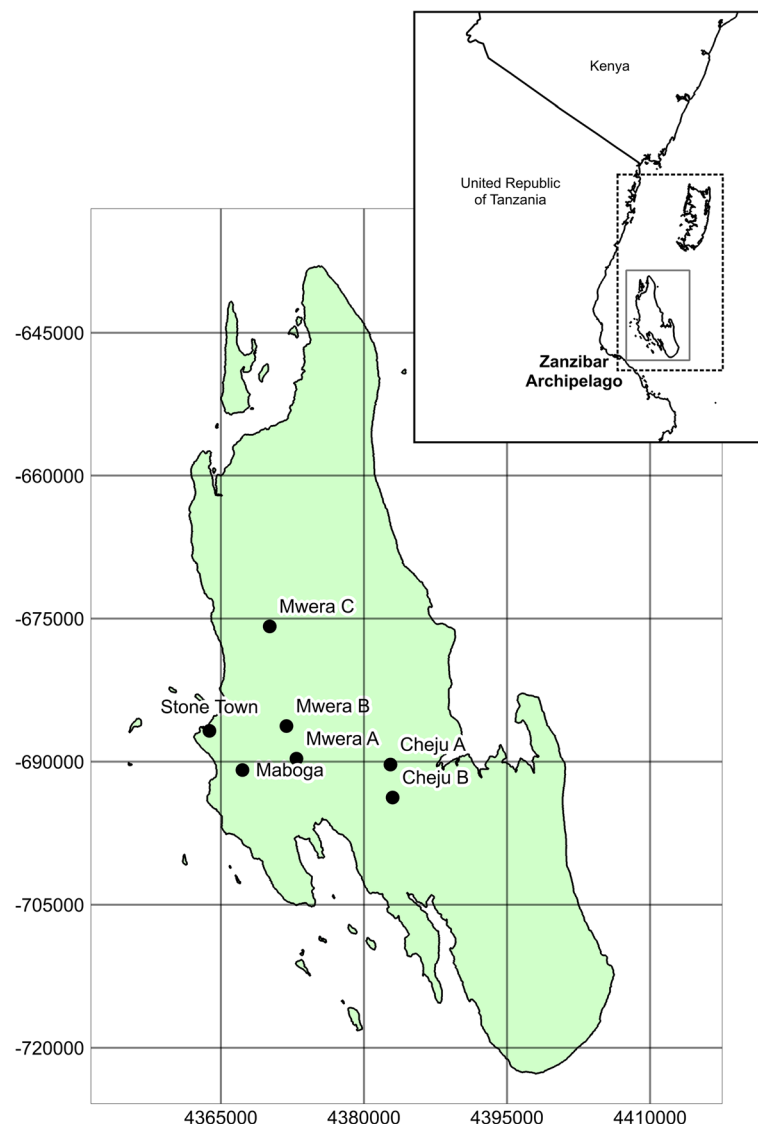 Kenya
United Republic
of Tanzania
Zanzibar
Archipelago
-645000
-660000
-675000
-690000
-705000
-720000
Mwera C
Stone Town
Mwera B
Mwera A
Cheju A
Maboga
Cheju B
4365000
4380000
4395000
4410000